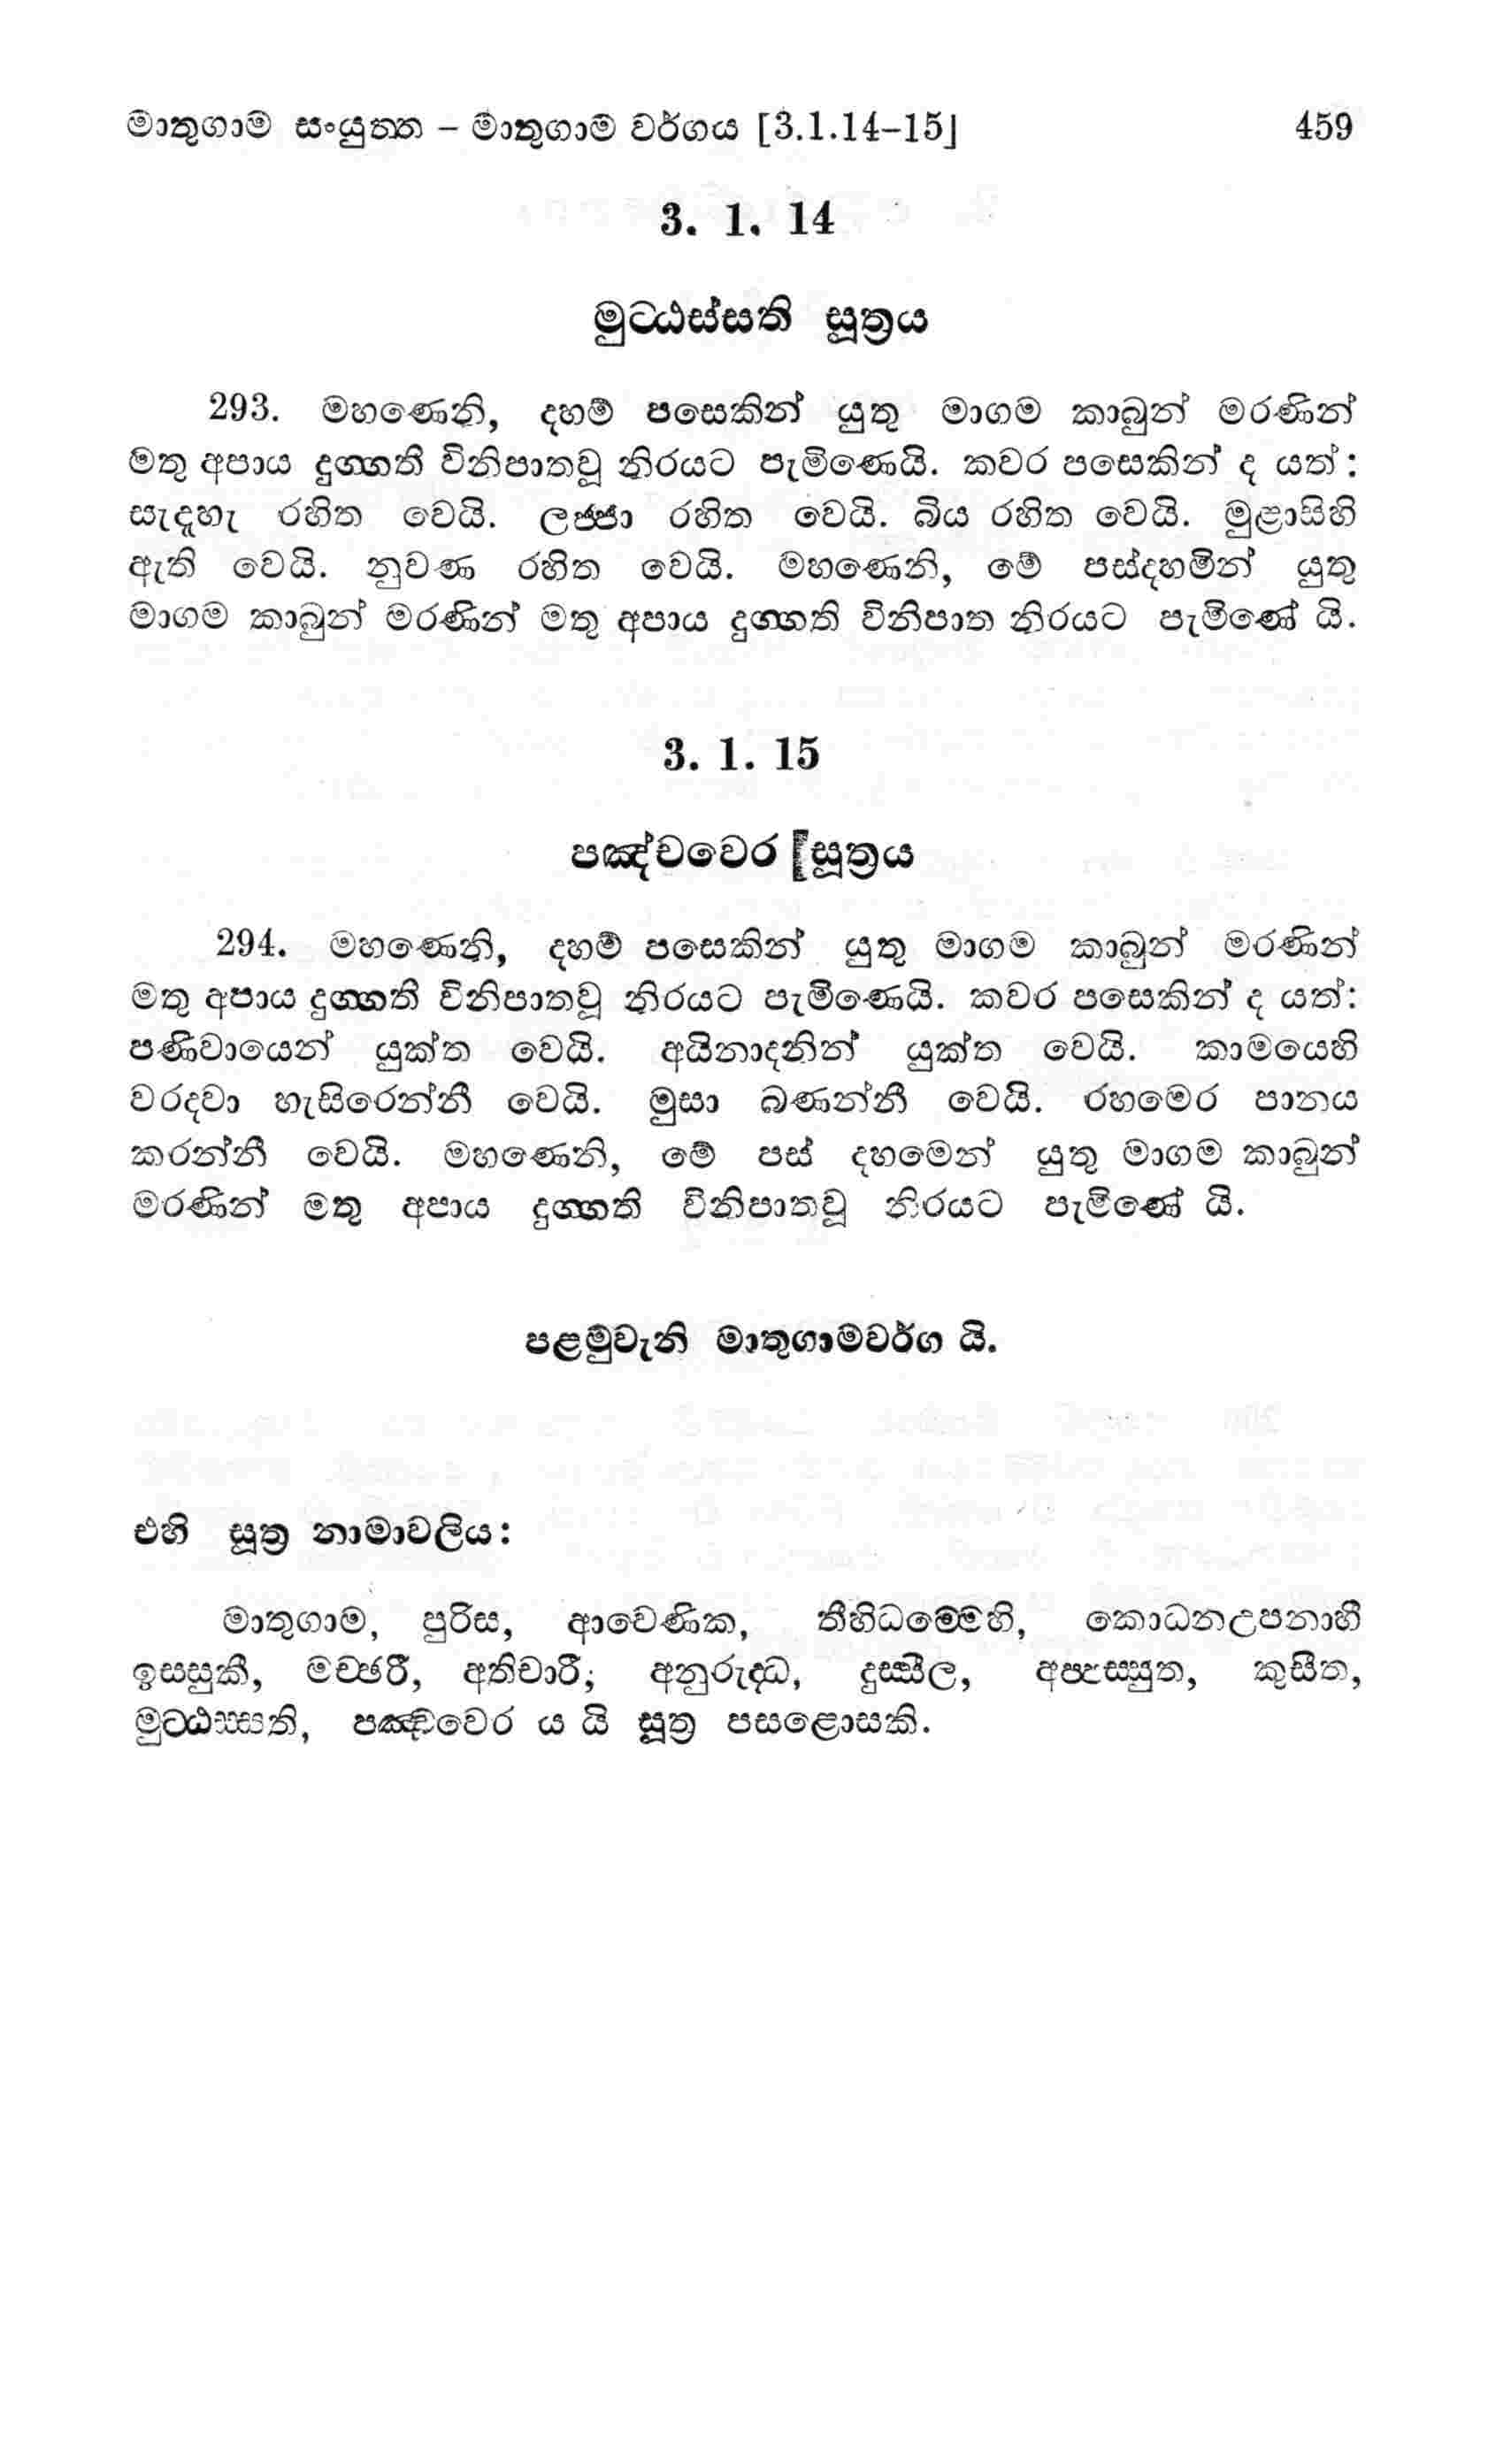 මාතුගාම සංයුත්ත – මාතුගාම වර්ගය [3.1.14–15] 459
3. 1. 14
මුට්ඨස්සති සූත්‍රය
293. මහණෙනි, දහම් පසෙකින් යුතු මාගම කාබුන් මරණින්
මතු අපාය දුග්ගති විනිපාතවූ නිරයට පැමිණෙයි. කවර පසෙකින් ද යත්:
සැදැහැ රහිත වෙයි. ලජ්ජා රහිත වෙයි. බිය රහිත වෙයි. මුළාසිහි
ඇති වෙයි. නුවණ රහිත වෙයි. මහණෙනි, මේ පස්දහමින් යුතු
මාගම කාබුන් මරණින් මතු අපාය දුග්ගති විනිපාත නිරයට පැමිණේ යි.
3. 1. 15
පඤ්චවෙර සූත්‍රය
294. මහණෙනි, දහම් පසෙකින් යුතු මාගම කාබුන් මරණින්
මතු අපාය දුග්ගති විනිපාතවූ නිරයට පැමිණෙයි. කවර පසෙකින් ද යත්:
පණිවායෙන් යුක්ත වෙයි. අයිනාදනින් යුක්ත වෙයි. කාමයෙහි
වරදවා හැසිරෙන්නී වෙයි. මුසා බණන්නී වෙයි. රහමෙර පානය
කරන්නී වෙයි. මහණෙනි, මේ පස් දහමෙන් යුතු මාගම කාබුන්
මරණින් මතු අපාය දුග්ගති විනිපාතවූ නිරයට පැමිණේ යි.
පළමුවැනි මාතුගාමවර්ග යි.
එහි සූත්‍ර නාමාවලිය:
මාතුගාම, පුරිස, ආවෙණික, තීහිධම්මෙහි, කොධනඋපනාහී
ඉස්සුකී, මච්ඡරී, අතිචාරී, අනුරුද්ධ, දුස්සීල, අප්පස්සුත, කුසීත,
මුට්ඨස්සති, පඤ්චවෙර ය යි සූත්‍ර පසළොසකි.